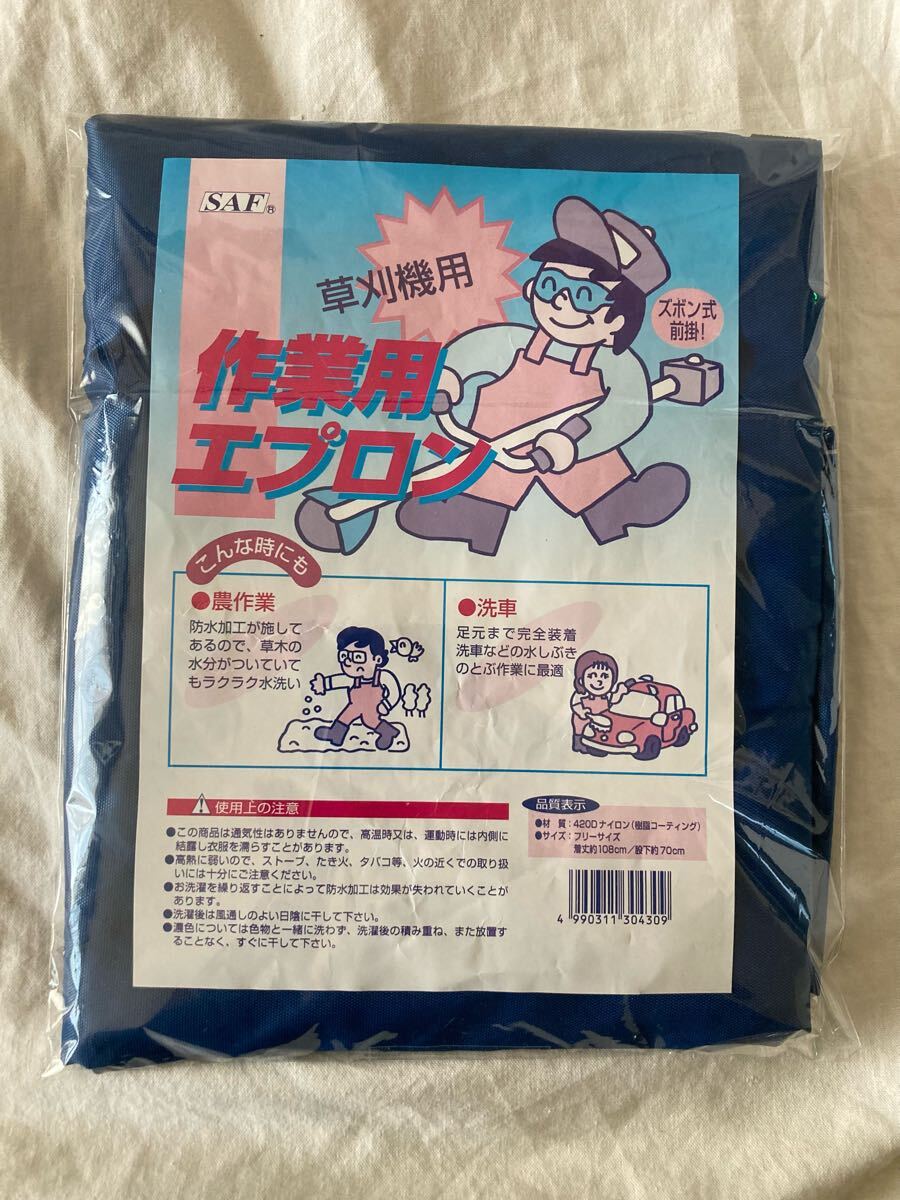 SAF®
草刈機用
ズボン式
前掛!
作業用
エプロン
こんな時にも
●農作業
防水加工が施して
あるので、草木の
水分がついていて
もラクラク水洗い
●洗車
足元まで完全装着
洗車などの水しぶき
のとぶ作業に最適
使用上の注意
●この商品は通気性はありませんので、高温時又は、運動時には内側に
結露し衣服を濡らすことがあります。
●高熱に弱いので、ストーブ、たき火、タバコ等、火の近くでの取り扱
いには十分にご注意ください。
●お洗濯を繰り返すことによって防水加工は効果が失われていくことが
あります。
●洗濯後は風通しのよい日陰に干して下さい。
●濃色については色物と一緒に洗わず、洗濯後の積み重ね、また放置す
ることなく、すぐに干して下さい。
品質表示
●材 質:420Dナイロン(樹脂コーティング)
●サイズ:フリーサイズ
着丈約108cm/股下約70cm
4 990311 304309